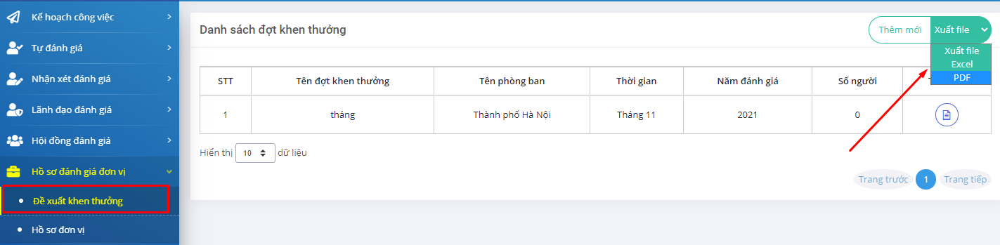 Kế hoạch công việc
Tự đánh giá
Nhận xét đánh giá
Lãnh đạo đánh giá
Hội đồng đánh giá
Hồ sơ đánh giá đơn vị
Đề xuất khen thưởng
Hồ sơ đơn vị
Danh sách đợt khen thưởng
Thêm mới Xuất file
Xuất file
Excel
PDF
STT Tên đợt khen thưởng Tên phòng ban Thời gian Năm đánh giá Số người
1 tháng Thành phố Hà Nội Tháng 11 2021 0
Hiển thị 10 dữ liệu
Trang trước 1 Trang tiếp